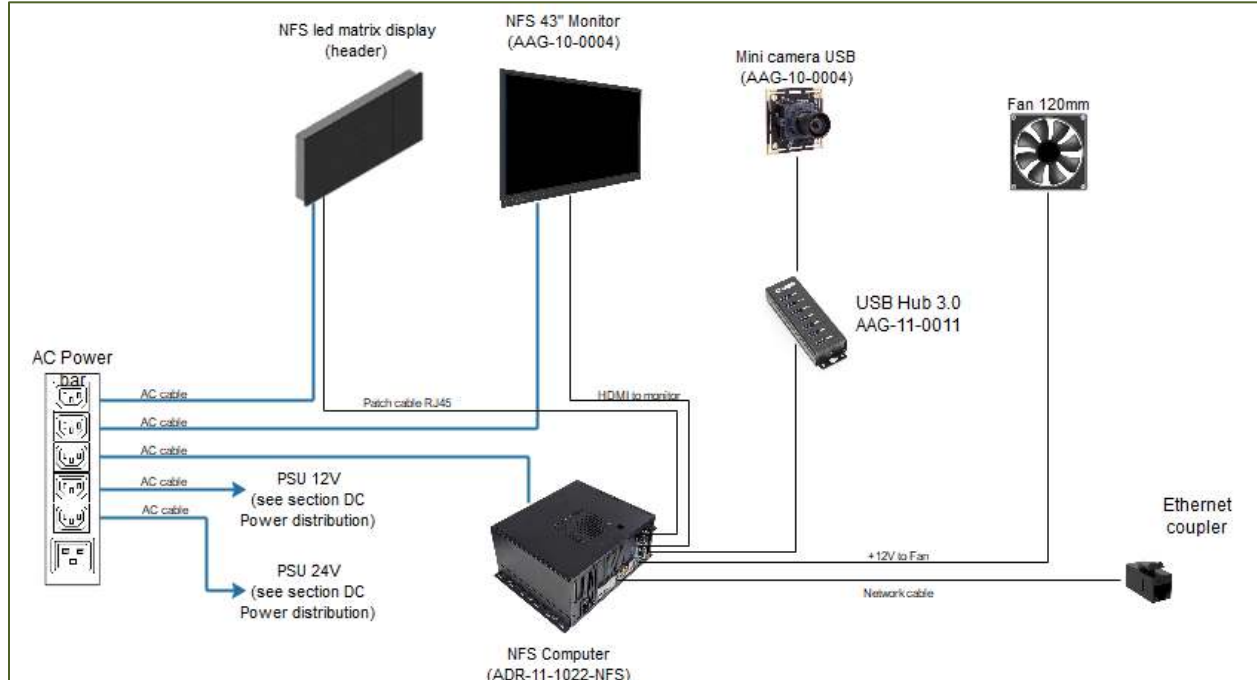 NFS led matrix display
(header)
NFS 43" Monitor
(AAG-10-0004)
Mini camera USB
(AAG-10-0004)
Fan 120mm
USB Hub 3.0
AAG-11-0011
AC Power
bar
AC cable
Patch cable RJ45
HDMI to monitor
AC cable
AC cable
AC cable
PSU 12V
(see section DC
Power distribution)
AC cable
PSU 24V
(see section DC
Power distribution)
Ethernet
coupler
+12V to Fan
Network cable
NFS Computer
(ADR-11-1022-NFS)